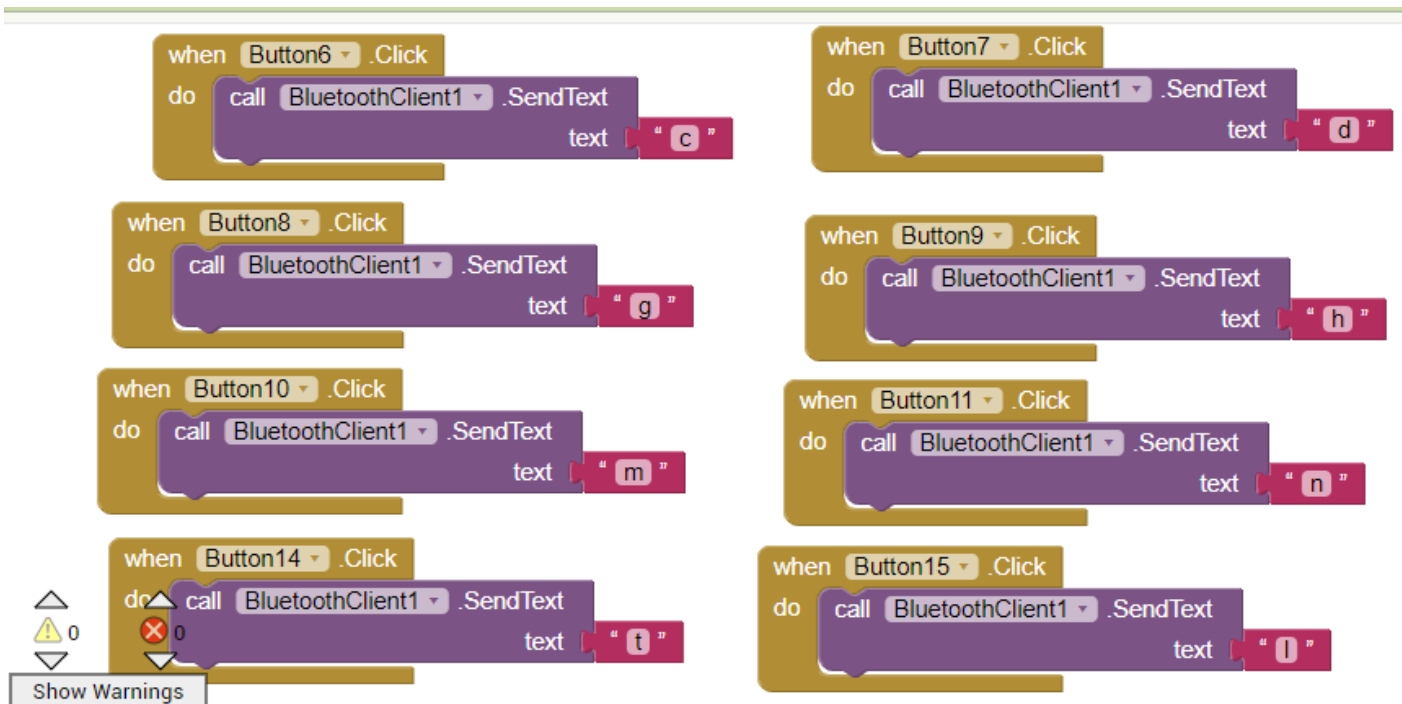 when Button6 .Click
do call BluetoothClient1 .SendText
text " c "
when Button7 .Click
do call BluetoothClient1 .SendText
text " d "
when Button8 .Click
do call BluetoothClient1 .SendText
text " g "
when Button9 .Click
do call BluetoothClient1 .SendText
text " h "
when Button10 .Click
do call BluetoothClient1 .SendText
text " m "
when Button11 .Click
do call BluetoothClient1 .SendText
text " n "
when Button14 .Click
do call BluetoothClient1 .SendText
text " t "
when Button15 .Click
do call BluetoothClient1 .SendText
text " l "
0 0
Show Warnings